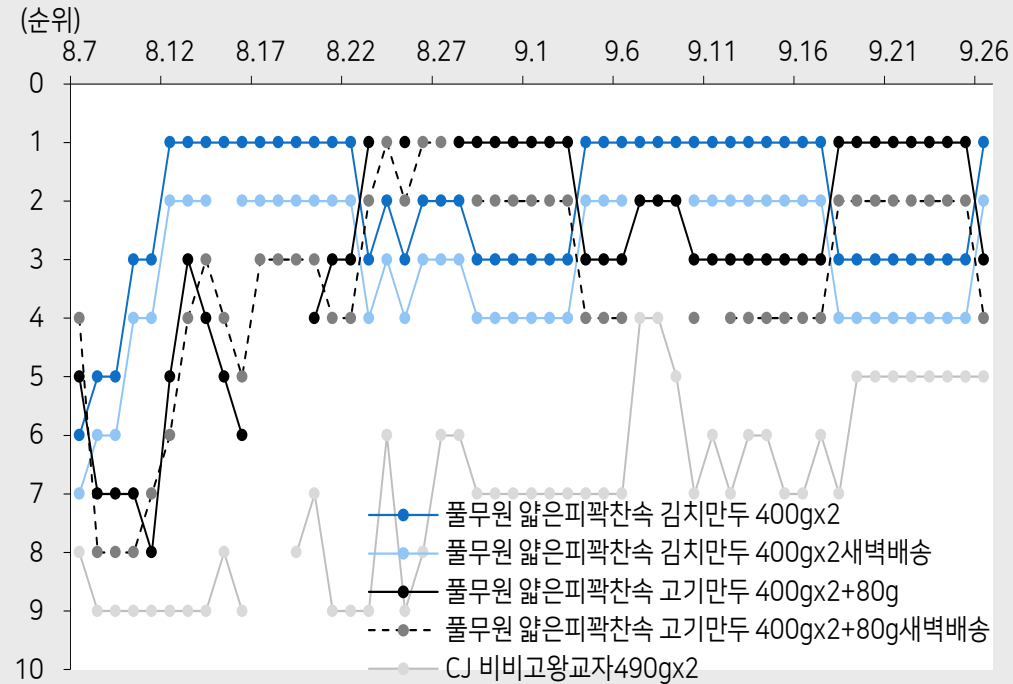 (순위)
8.7 8.12 8.17 8.22 8.27 9.1 9.6 9.11 9.16 9.21 9.26
0
1
2
3
4
5
6
7
8
9
10
풀무원 얇은피꽉찬속 김치만두 400gx2
풀무원 얇은피꽉찬속 김치만두 400gx2새벽배송
풀무원 얇은피꽉찬속 고기만두 400gx2+80g
풀무원 얇은피꽉찬속 고기만두 400gx2+80g새벽배송
CJ 비비고왕교자490gx2